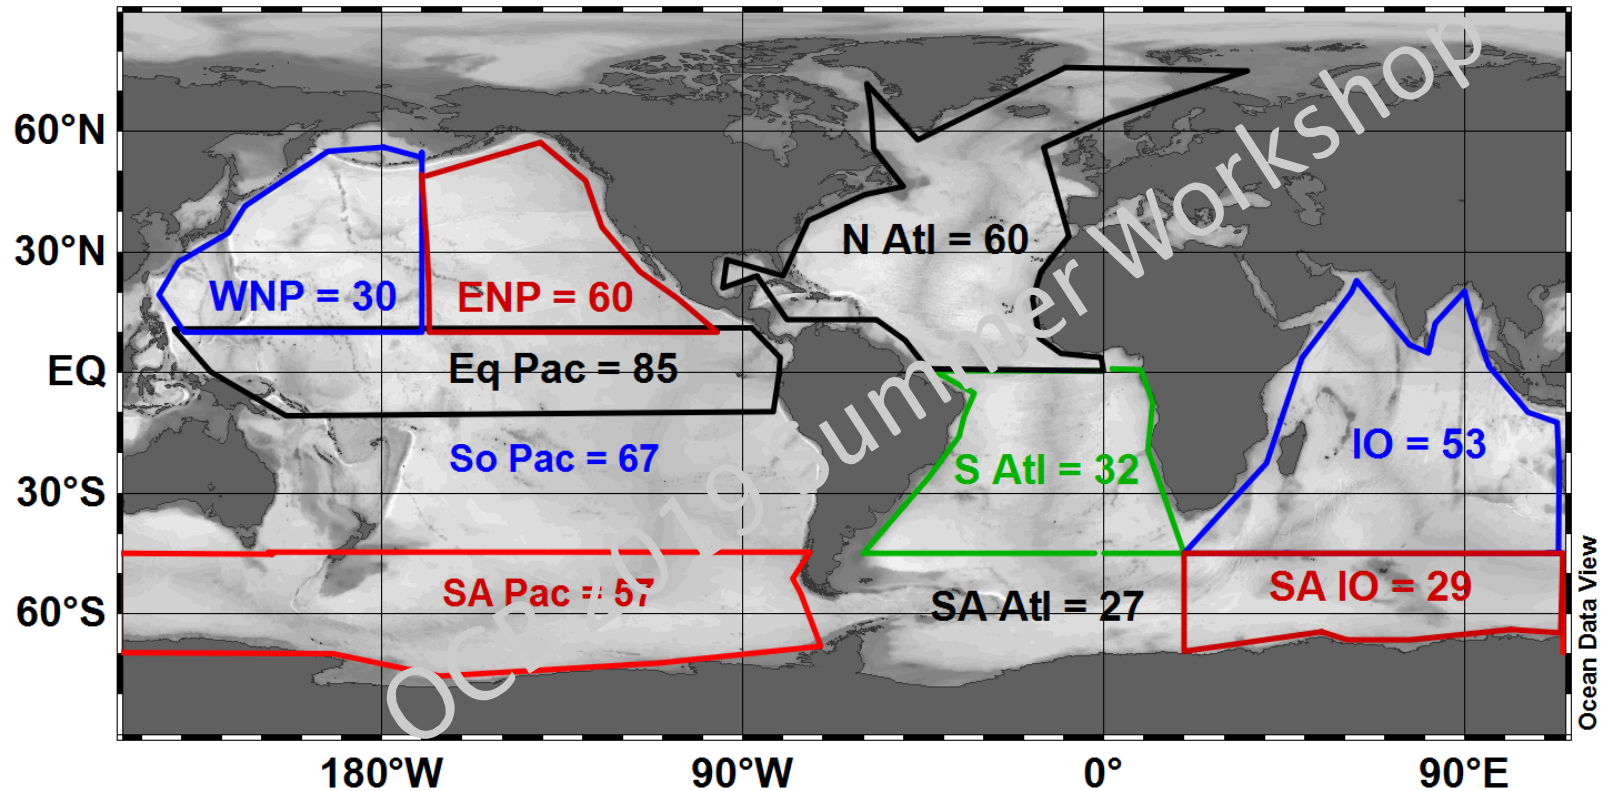 60°N
30°N
EQ
30°S
60°S
N Atl = 60
WNP = 30
ENP = 60
Eq Pac = 85
So Pac = 67
IO = 53
S Atl = 32
SA Pac = 57
SA IO = 29
SA Atl = 27
OCB 2019 Summer Workshop
Ocean Data View
180°W
90°W
0°
90°E